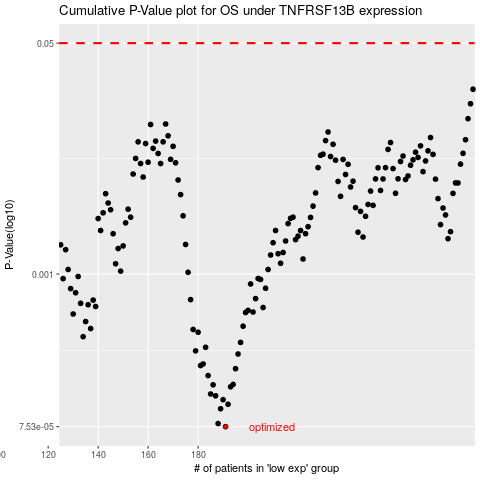 Cumulative P-Value plot for OS under TNFRSF13B expression
0.05
0.001
7.53e-05
optimized
00 120 140 160 180
# of patients in 'low exp' group
P-Value(log10)